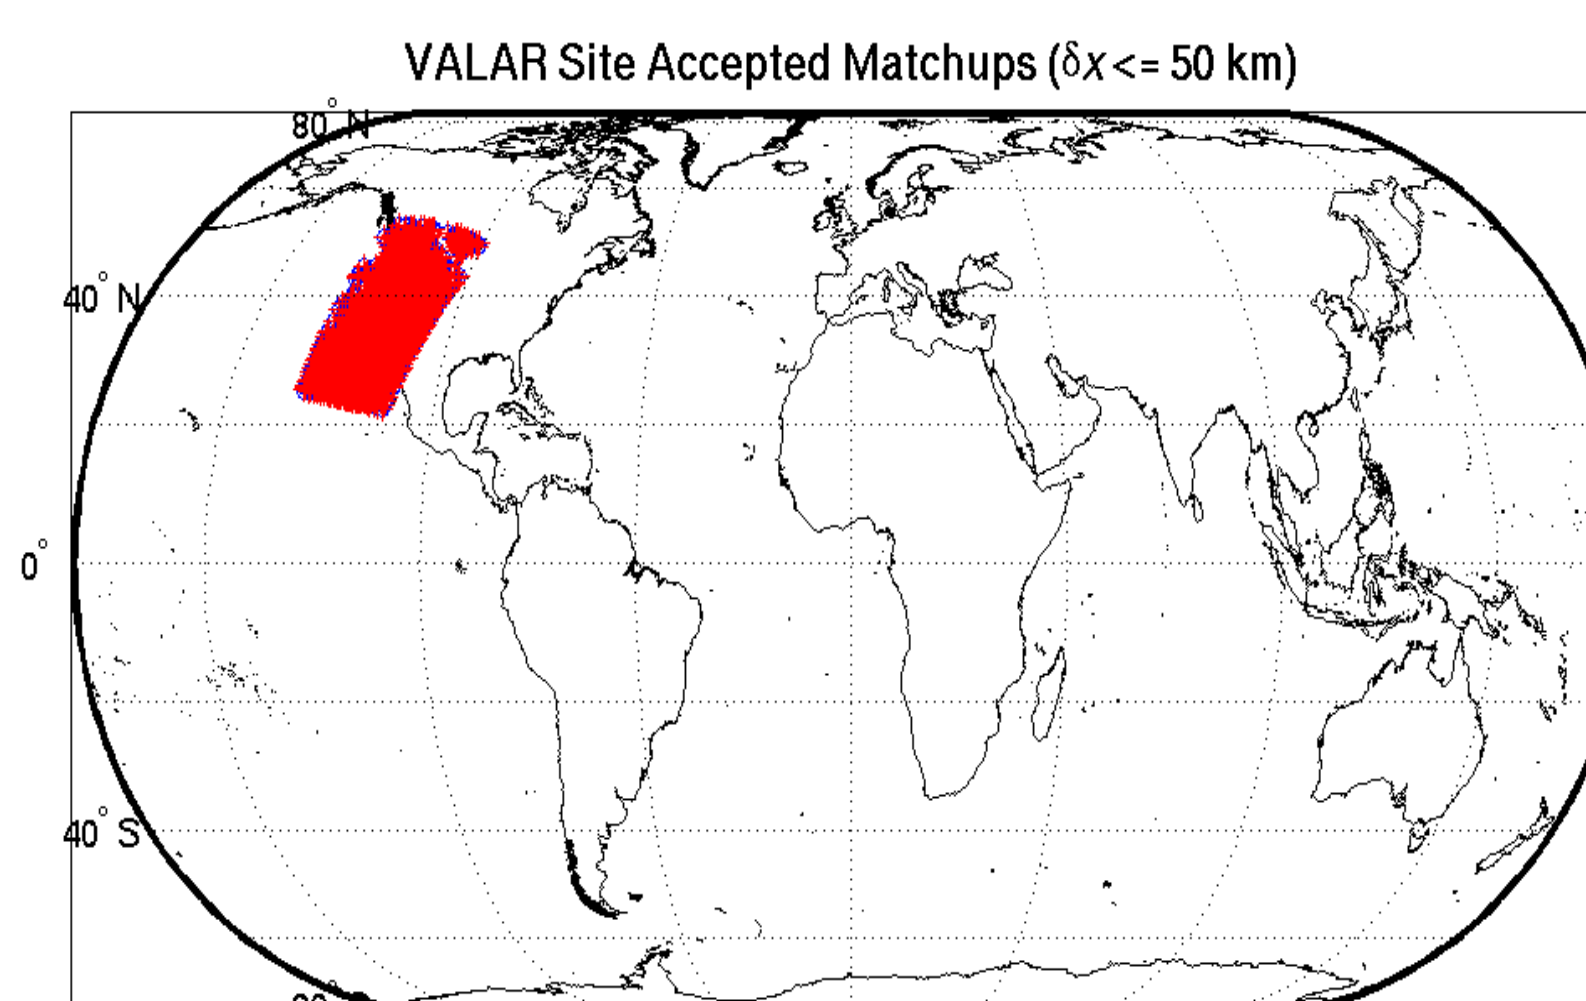 VALAR Site Accepted Matchups (δx <= 50 km)
80° N
40° N
0°
40° S